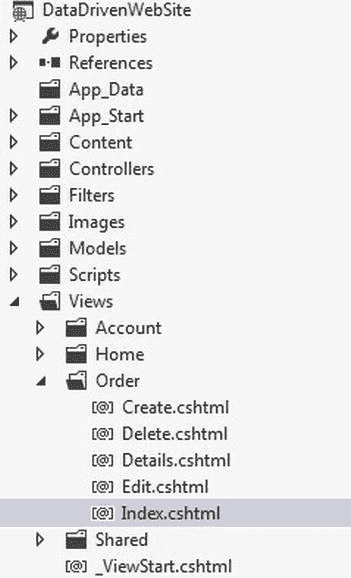 DataDrivenWebSite
Properties
References
App_Data
App_Start
Content
Controllers
Filters
Images
Models
Scripts
Views
Account
Home
Order
Create.cshtml
Delete.cshtml
Details.cshtml
Edit.cshtml
Index.cshtml
Shared
_ViewStart.cshtml